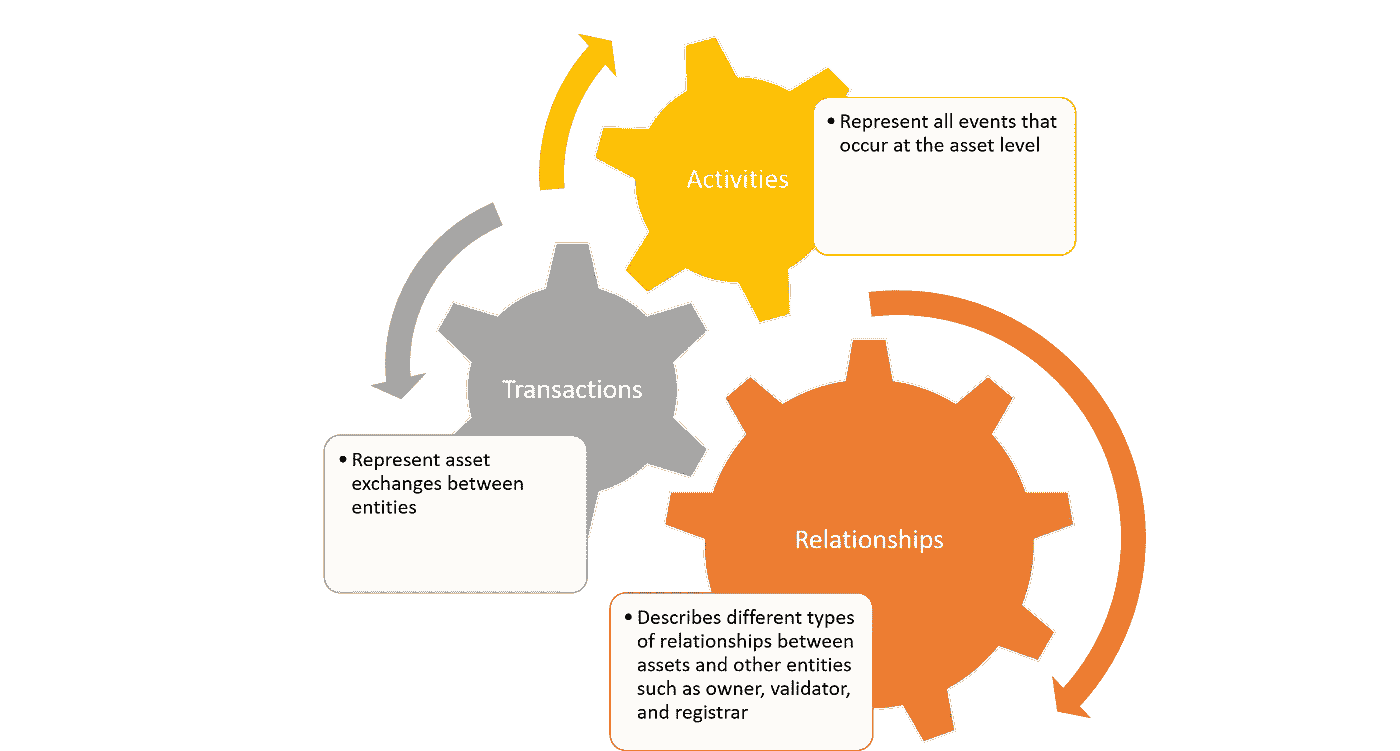 Activities
• Represent all events that
occur at the asset level
Transactions
• Represent asset
exchanges between
entities
Relationships
• Describes different types
of relationships between
assets and other entities
such as owner, validator,
and registrar